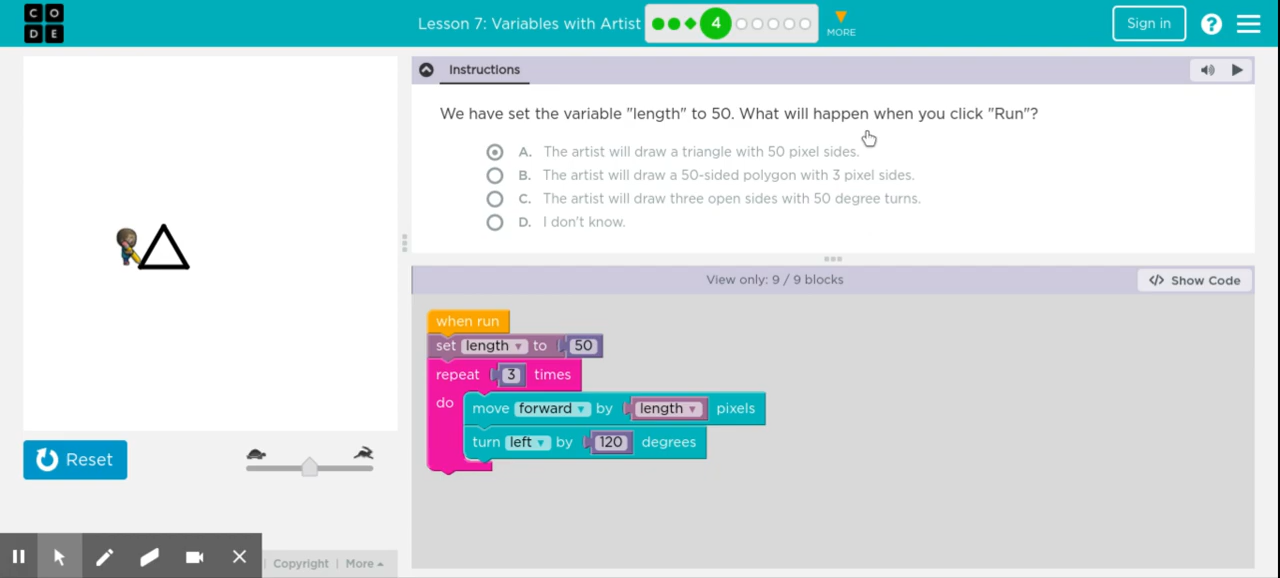 CODE
Lesson 7: Variables with Artist
4
MORE
Sign in
?
Instructions
We have set the variable "length" to 50. What will happen when you click "Run"?
A. The artist will draw a triangle with 50 pixel sides.
B. The artist will draw a 50-sided polygon with 3 pixel sides.
C. The artist will draw three open sides with 50 degree turns.
D. I don't know.
View only: 9 / 9 blocks
</> Show Code
when run
set length to 50
repeat 3 times
do
move forward by length pixels
turn left by 120 degrees
Reset
| Copyright | More